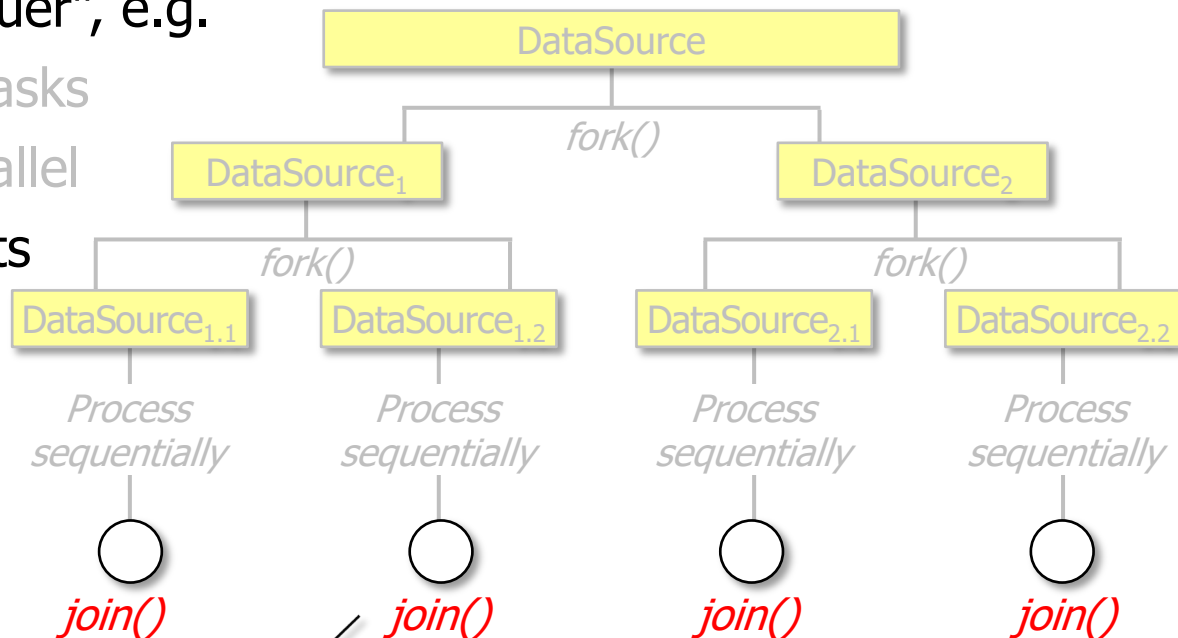 uer", e.g.
DataSource
asks
fork()
allel
DataSource₁
DataSource₂
ts
fork()
fork()
DataSource₁.₁
DataSource₁.₂
DataSource₂.₁
DataSource₂.₂
Process
sequentially
Process
sequentially
Process
sequentially
Process
sequentially
join()
join()
join()
join()